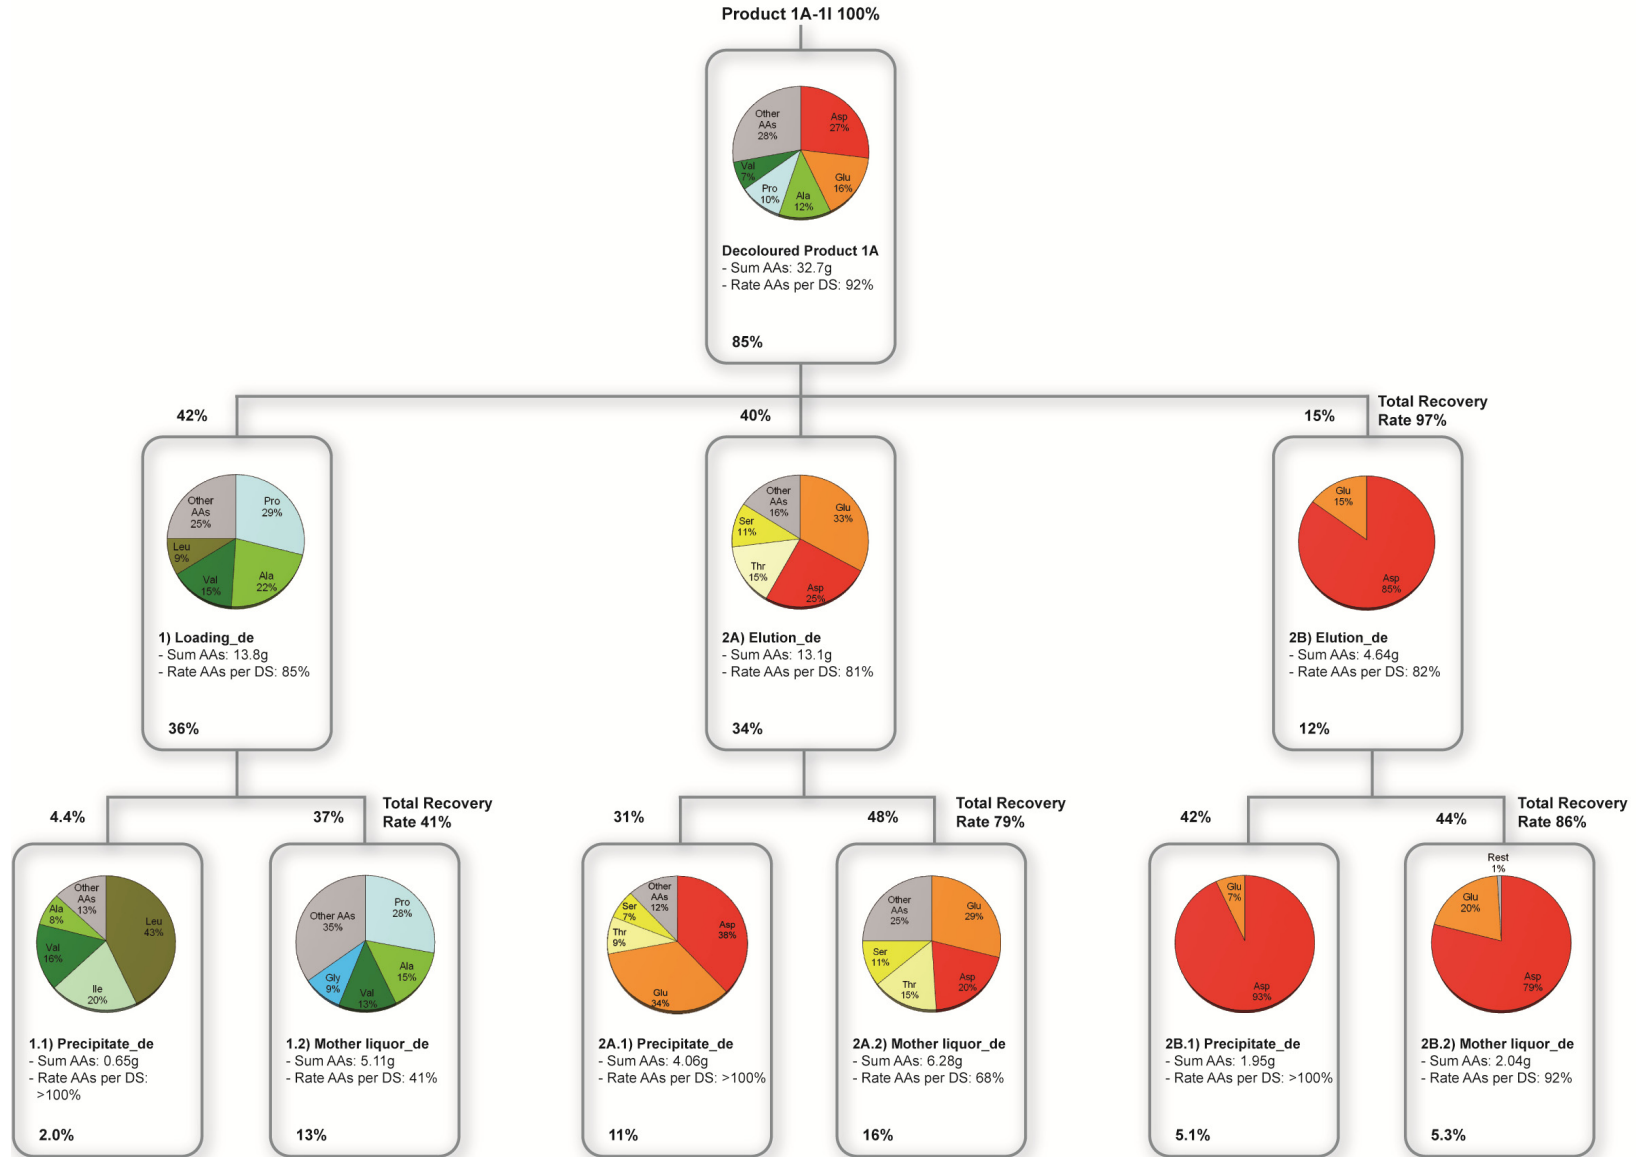 Product 1A-1I 100%
Other
AAs
28%
Asp
27%
Val
7%
Pro
10%
Ala
12%
Glu
16%
Decoloured Product 1A
- Sum AAs: 32.7g
- Rate AAs per DS: 92%
85%
42%
40%
15%
Total Recovery
Rate 97%
Other
AAs
25%
Pro
29%
Leu
9%
Val
15%
Ala
22%
1) Loading_de
- Sum AAs: 13.8g
- Rate AAs per DS: 85%
36%
Other
AAs
16%
Glu
33%
Ser
11%
Thr
15%
Asp
25%
2A) Elution_de
- Sum AAs: 13.1g
- Rate AAs per DS: 81%
34%
Glu
15%
Asp
85%
2B) Elution_de
- Sum AAs: 4.64g
- Rate AAs per DS: 82%
12%
4.4%
37%
Total Recovery
Rate 41%
31%
48%
Total Recovery
Rate 79%
42%
44%
Total Recovery
Rate 86%
Other
AAs
13%
Ala
8%
Leu
43%
Val
16%
Ile
20%
1.1) Precipitate_de
- Sum AAs: 0.65g
- Rate AAs per DS:
>100%
2.0%
Other AAs
35%
Pro
28%
Gly
9%
Val
13%
Ala
15%
1.2) Mother liquor_de
- Sum AAs: 5.11g
- Rate AAs per DS: 41%
13%
Other
AAs
12%
Ser
7%
Thr
9%
Asp
38%
Glu
34%
2A.1) Precipitate_de
- Sum AAs: 4.06g
- Rate AAs per DS: >100%
11%
Other
AAs
25%
Glu
29%
Ser
11%
Thr
15%
Asp
20%
2A.2) Mother liquor_de
- Sum AAs: 6.28g
- Rate AAs per DS: 68%
16%
Glu
7%
Asp
93%
2B.1) Precipitate_de
- Sum AAs: 1.95g
- Rate AAs per DS: >100%
5.1%
Rest
1%
Glu
20%
Asp
79%
2B.2) Mother liquor_de
- Sum AAs: 2.04g
- Rate AAs per DS: 92%
5.3%